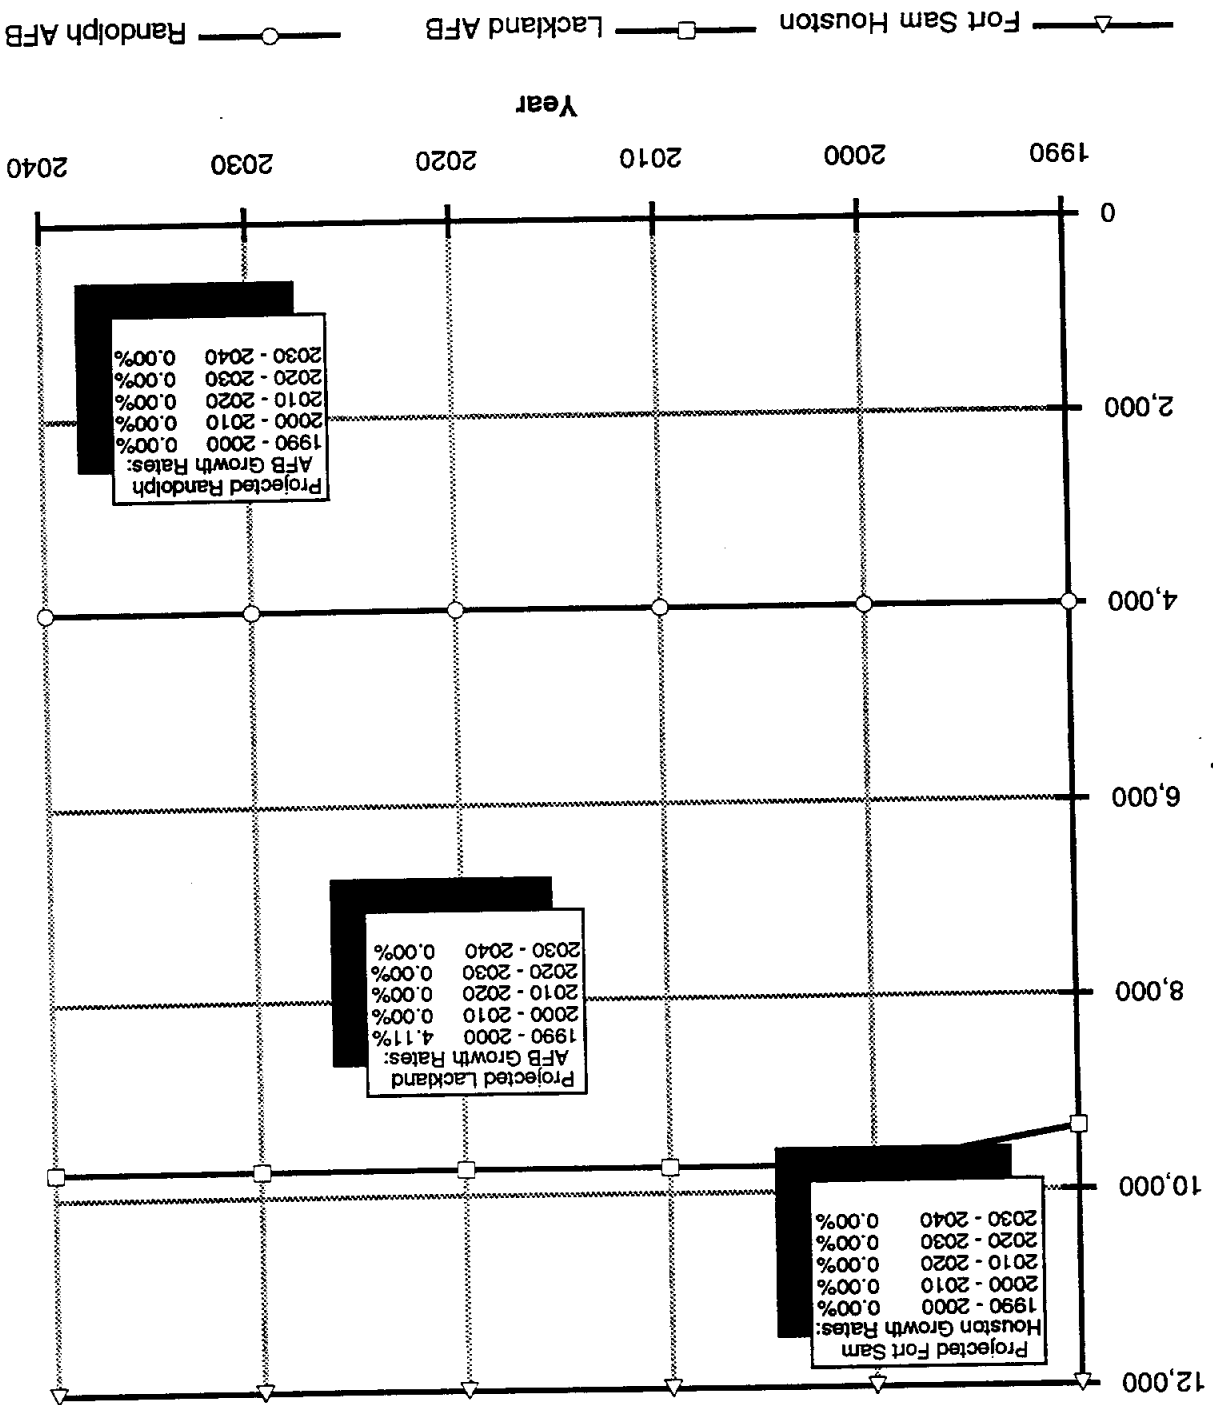 12,000
10,000
8,000
6,000
4,000
2,000
0
Projected Fort Sam
Houston Growth Rates:
1990 - 2000 0.00%
2000 - 2010 0.00%
2010 - 2020 0.00%
2020 - 2030 0.00%
2030 - 2040 0.00%
Projected Lackland
AFB Growth Rates:
1990 - 2000 4.11%
2000 - 2010 0.00%
2010 - 2020 0.00%
2020 - 2030 0.00%
2030 - 2040 0.00%
Projected Randolph
AFB Growth Rates:
1990 - 2000 0.00%
2000 - 2010 0.00%
2010 - 2020 0.00%
2020 - 2030 0.00%
2030 - 2040 0.00%
1990 2000 2010 2020 2030 2040
Year
Fort Sam Houston Lackland AFB Randolph AFB